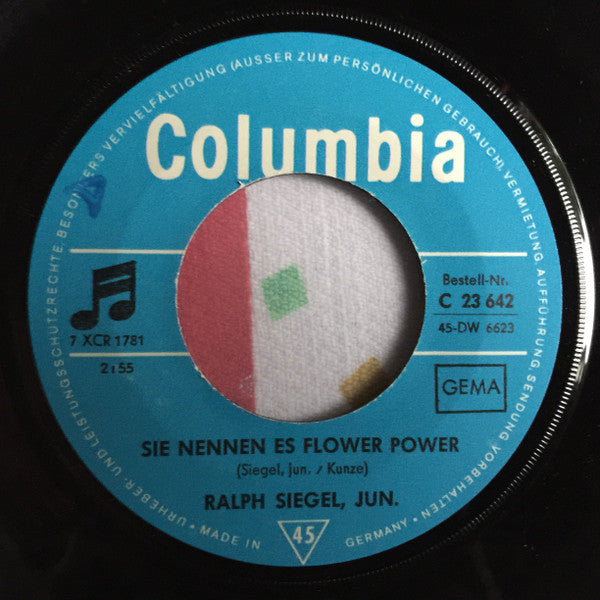 URHEBER- UND LEISTUNGSSCHUTZRECHTE, BESONDERS VERVIELFÄLTIGUNG (AUSSER ZUM PERSÖNLICHEN GEBRAUCH), VERMIETUNG, AUFFÜHRUNG, SENDUNG VORBEHALTEN
Columbia
7 XCR 1781
2:55
Bestell-Nr.
C 23 642
45-DW 6623
GEMA
SIE NENNEN ES FLOWER POWER
(Siegel, jun. / Kunze)
RALPH SIEGEL, JUN.
• MADE IN 45 GERMANY •